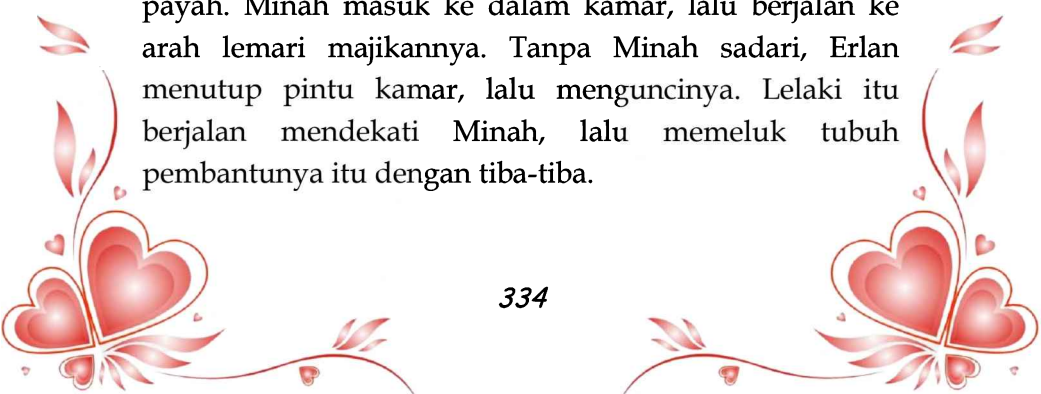 payah. Minah masuk ke dalam kamar, lalu berjalan ke
arah lemari majikannya. Tanpa Minah sadari, Erlan
menutup pintu kamar, lalu menguncinya. Lelaki itu
berjalan mendekati Minah, lalu memeluk tubuh
pembantunya itu dengan tiba-tiba.
334